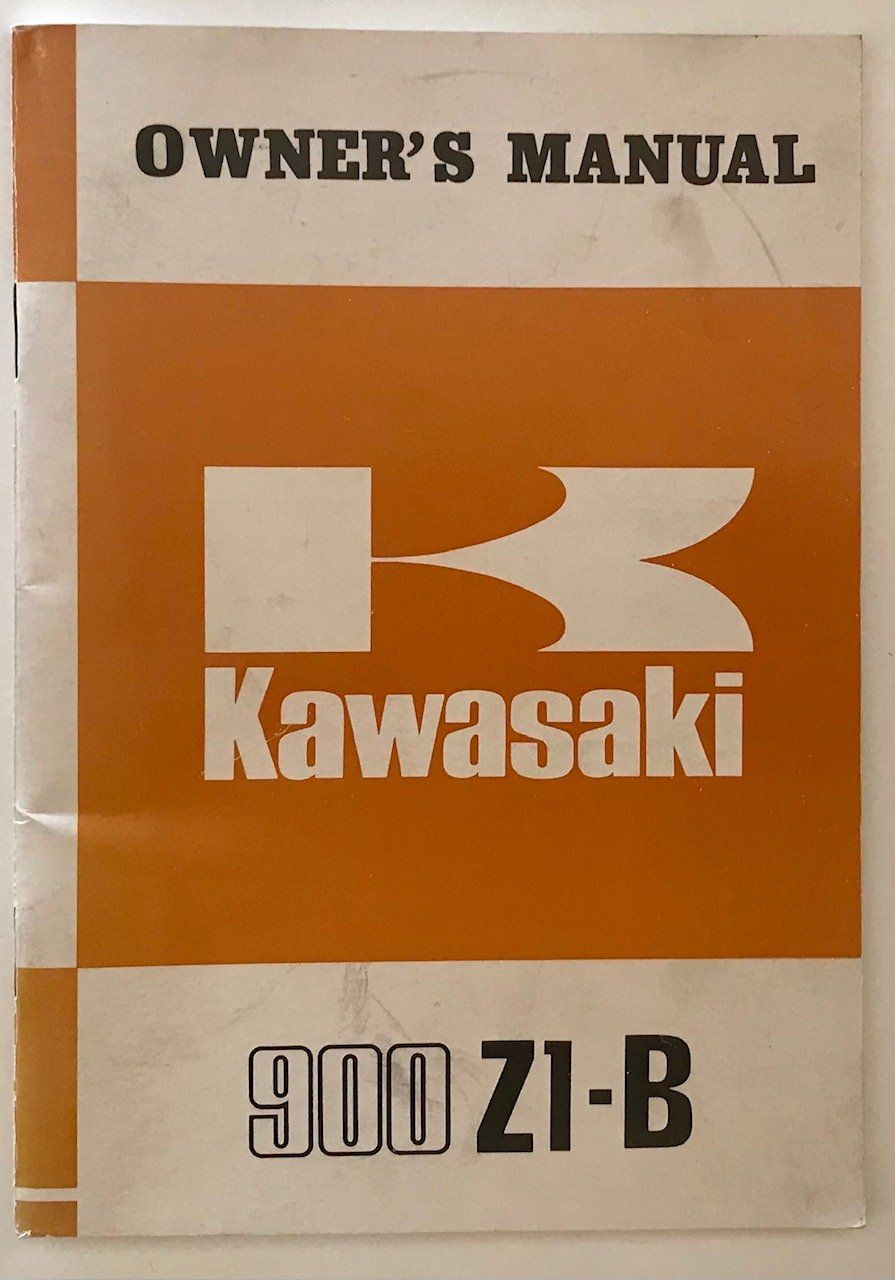 OWNER'S MANUAL
Kawasaki
900 Z1-B